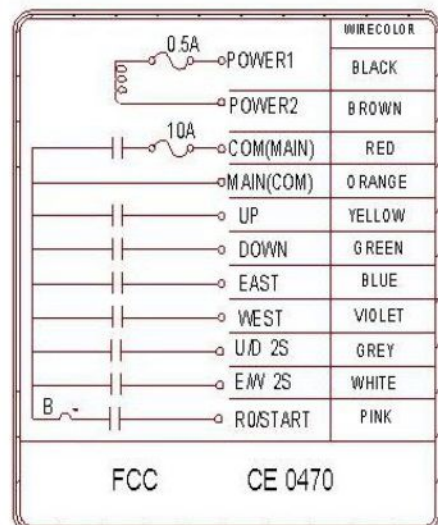 WIRECOLOR
0.5A POWER1 BLACK
POWER2 BROWN
10A COM(MAIN) RED
MAIN(COM) ORANGE
UP YELLOW
DOWN GREEN
EAST BLUE
WEST VIOLET
U/D 2S GREY
E/W 2S WHITE
B R0/START PINK
FCC CE 0470